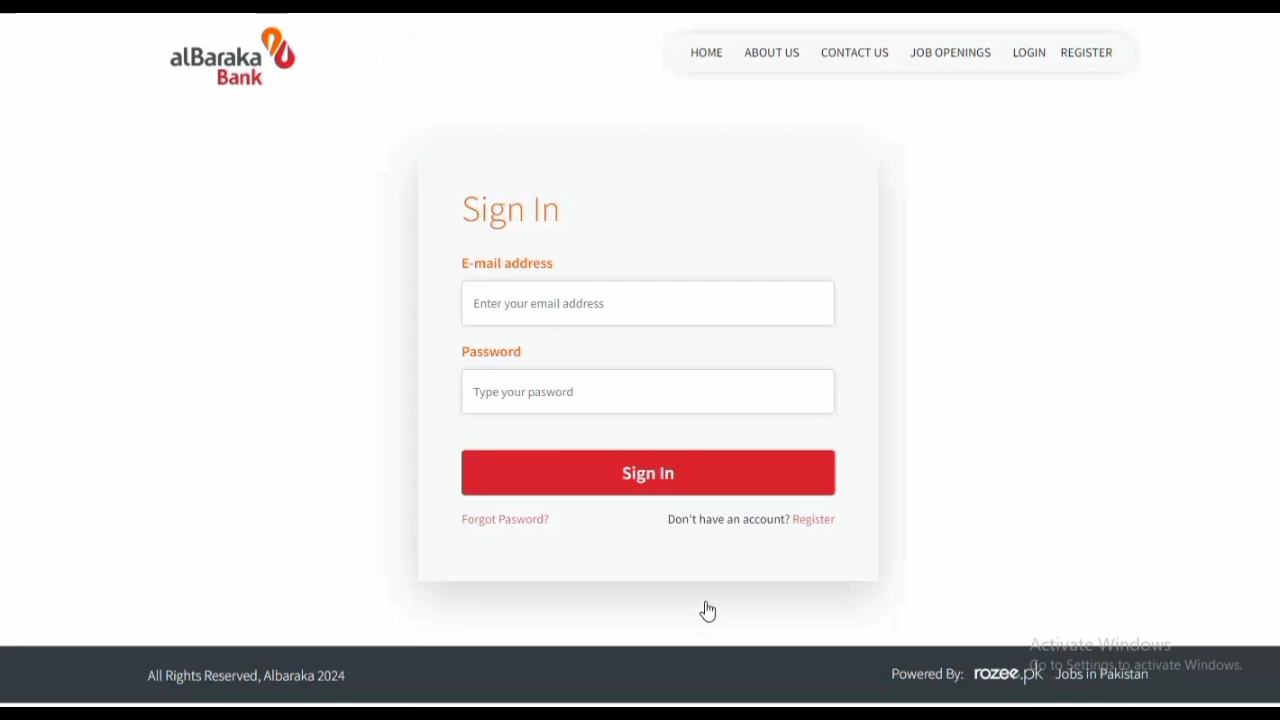 alBaraka
Bank
HOME ABOUT US CONTACT US JOB OPENINGS LOGIN REGISTER
Sign In
E-mail address
Enter your email address
Password
Type your pasword
Sign In
Forgot Pasword? Don't have an account? Register
Activate Windows
Go to Settings to activate Windows.
All Rights Reserved, Albaraka 2024
Powered By: rozee.pk Jobs in Pakistan